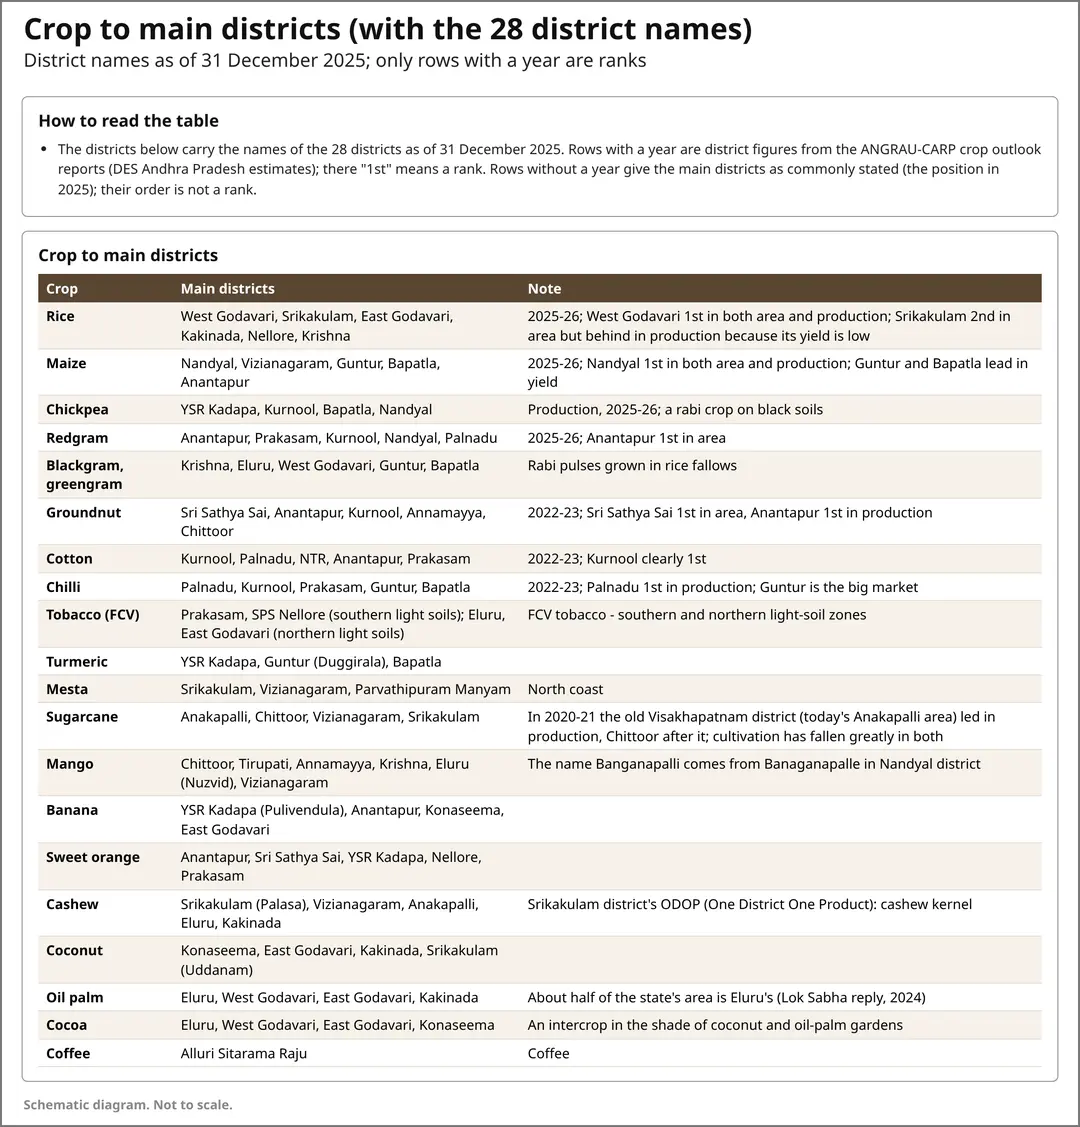 Crop to main districts (with the 28 district names)
District names as of 31 December 2025; only rows with a year are ranks
How to read the table
• The districts below carry the names of the 28 districts as of 31 December 2025. Rows with a year are district figures from the ANGRAU-CARP crop outlook
reports (DES Andhra Pradesh estimates); there "1st" means a rank. Rows without a year give the main districts as commonly stated (the position in
2025); their order is not a rank.
Crop to main districts
Crop Main districts Note
Rice West Godavari, Srikakulam, East Godavari, 2025-26; West Godavari 1st in both area and production; Srikakulam 2nd in
Kakinada, Nellore, Krishna area but behind in production because its yield is low
Maize Nandyal, Vizianagaram, Guntur, Bapatla, 2025-26; Nandyal 1st in both area and production; Guntur and Bapatla lead in
Anantapur yield
Chickpea YSR Kadapa, Kurnool, Bapatla, Nandyal Production, 2025-26; a rabi crop on black soils
Redgram Anantapur, Prakasam, Kurnool, Nandyal, Palnadu 2025-26; Anantapur 1st in area
Blackgram, Krishna, Eluru, West Godavari, Guntur, Bapatla Rabi pulses grown in rice fallows
greengram
Groundnut Sri Sathya Sai, Anantapur, Kurnool, Annamayya, 2022-23; Sri Sathya Sai 1st in area, Anantapur 1st in production
Chittoor
Cotton Kurnool, Palnadu, NTR, Anantapur, Prakasam 2022-23; Kurnool clearly 1st
Chilli Palnadu, Kurnool, Prakasam, Guntur, Bapatla 2022-23; Palnadu 1st in production; Guntur is the big market
Tobacco (FCV) Prakasam, SPS Nellore (southern light soils); Eluru, FCV tobacco - southern and northern light-soil zones
East Godavari (northern light soils)
Turmeric YSR Kadapa, Guntur (Duggirala), Bapatla
Mesta Srikakulam, Vizianagaram, Parvathipuram Manyam North coast
Sugarcane Anakapalli, Chittoor, Vizianagaram, Srikakulam In 2020-21 the old Visakhapatnam district (today's Anakapalli area) led in
production, Chittoor after it; cultivation has fallen greatly in both
Mango Chittoor, Tirupati, Annamayya, Krishna, Eluru The name Banganapalli comes from Banaganapalle in Nandyal district
(Nuzvid), Vizianagaram
Banana YSR Kadapa (Pulivendula), Anantapur, Konaseema,
East Godavari
Sweet orange Anantapur, Sri Sathya Sai, YSR Kadapa, Nellore,
Prakasam
Cashew Srikakulam (Palasa), Vizianagaram, Anakapalli, Srikakulam district's ODOP (One District One Product): cashew kernel
Eluru, Kakinada
Coconut Konaseema, East Godavari, Kakinada, Srikakulam
(Uddanam)
Oil palm Eluru, West Godavari, East Godavari, Kakinada About half of the state's area is Eluru's (Lok Sabha reply, 2024)
Cocoa Eluru, West Godavari, East Godavari, Konaseema An intercrop in the shade of coconut and oil-palm gardens
Coffee Alluri Sitarama Raju Coffee
Schematic diagram. Not to scale.